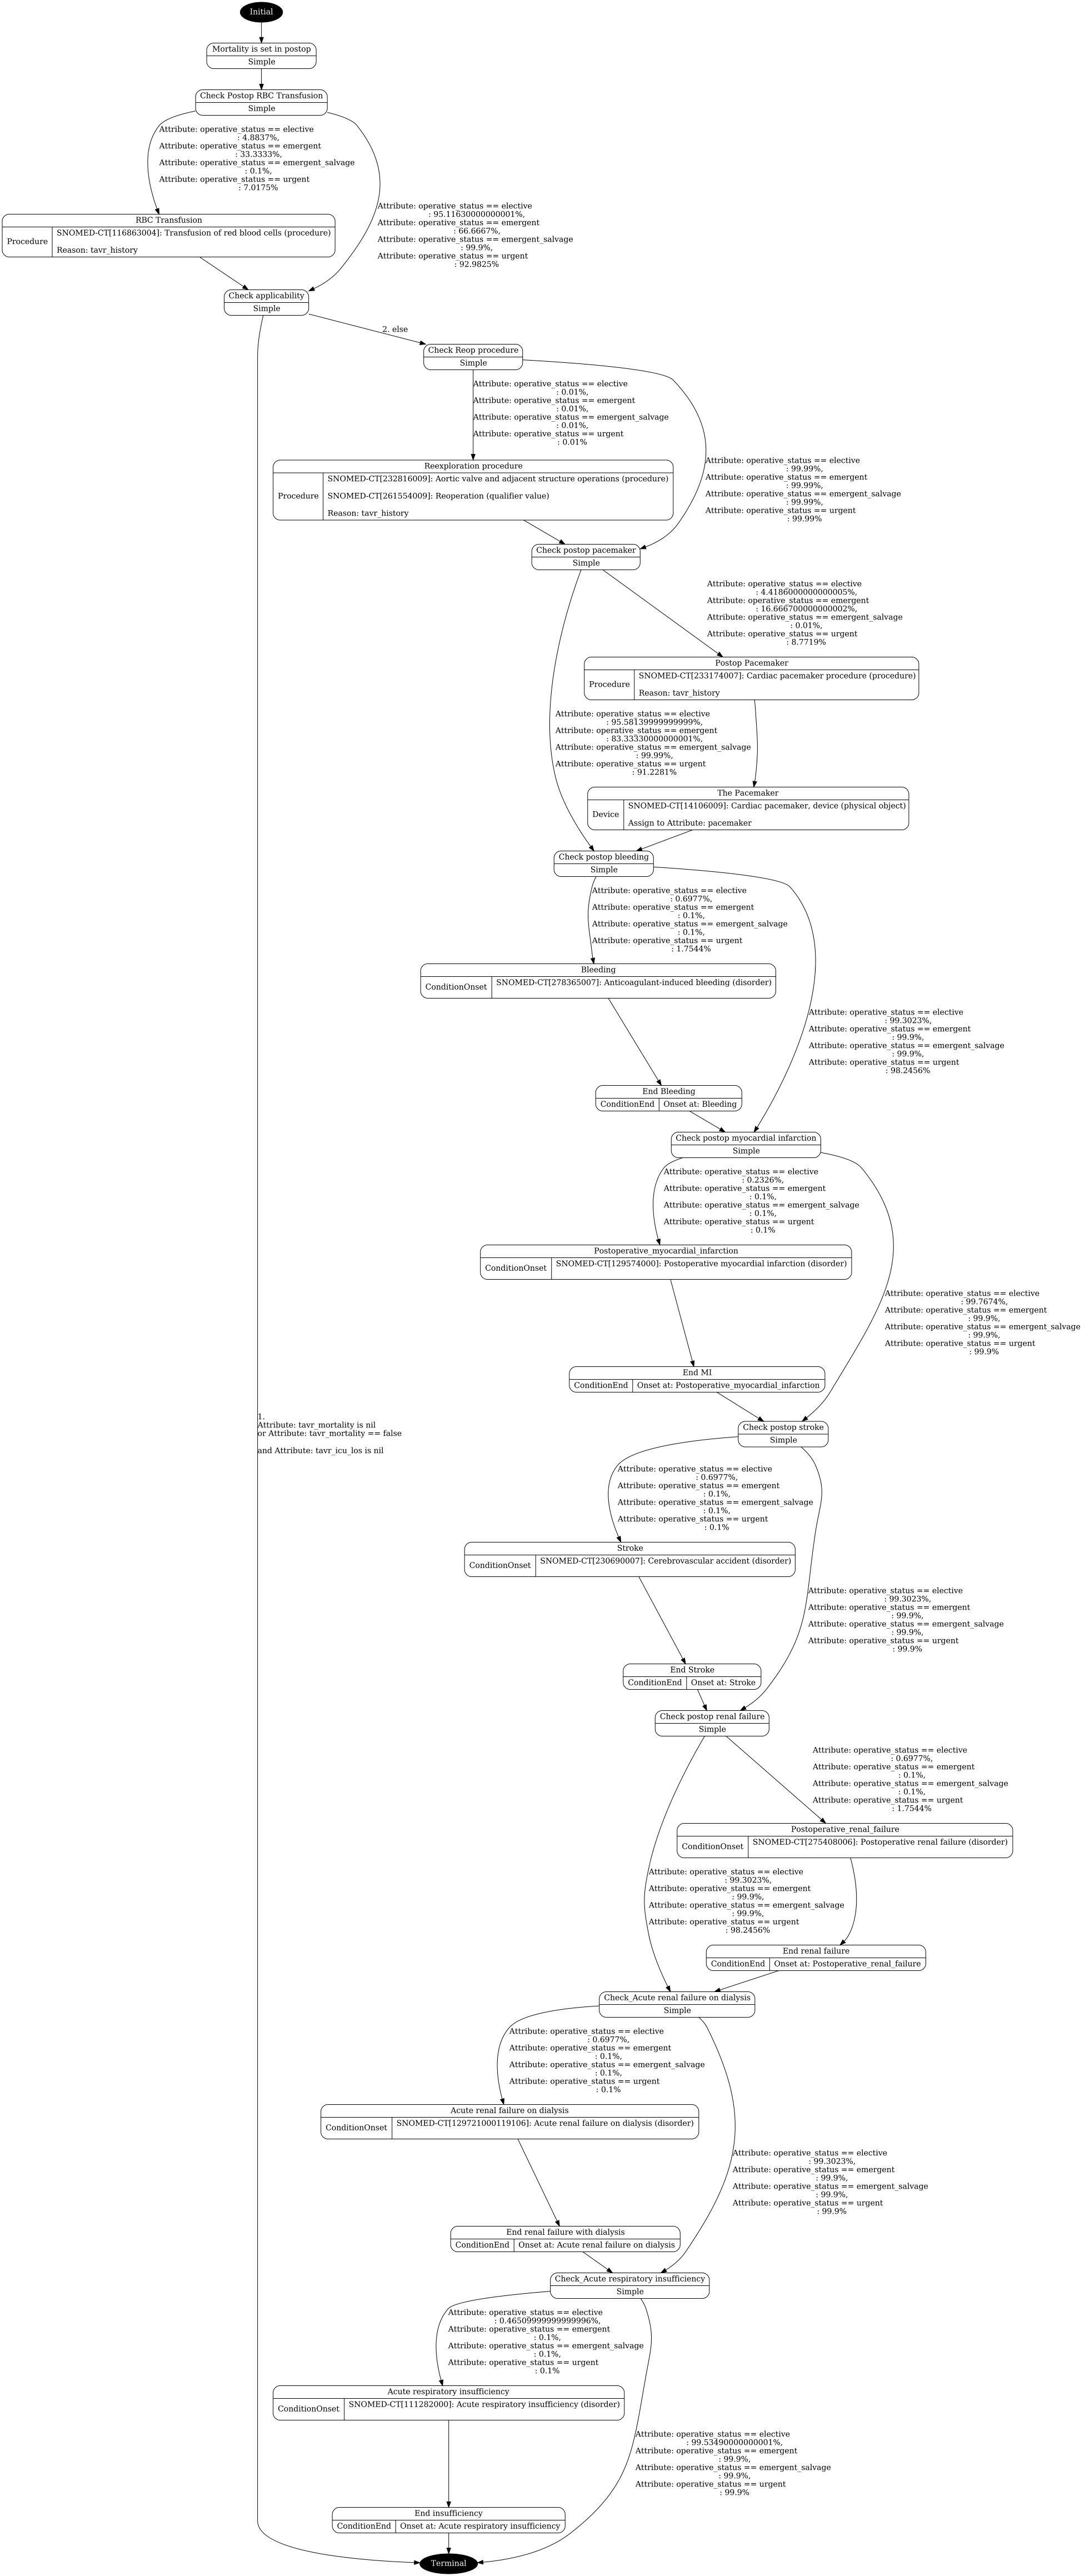 Initial
Mortality is set in postop
Simple
Check Postop RBC Transfusion
Simple
Attribute: operative_status == elective
: 4.8837%,
Attribute: operative_status == emergent
: 33.3333%,
Attribute: operative_status == emergent_salvage
: 0.1%,
Attribute: operative_status == urgent
: 7.0175%
Attribute: operative_status == elective
: 95.11630000000001%,
Attribute: operative_status == emergent
: 66.6667%,
Attribute: operative_status == emergent_salvage
: 99.9%,
Attribute: operative_status == urgent
: 92.9825%
RBC Transfusion
Procedure
SNOMED-CT[116863004]: Transfusion of red blood cells (procedure)
Reason: tavr_history
Check applicability
Simple
2. else
Check Reop procedure
Simple
Attribute: operative_status == elective
: 0.01%,
Attribute: operative_status == emergent
: 0.01%,
Attribute: operative_status == emergent_salvage
: 0.01%,
Attribute: operative_status == urgent
: 0.01%
Attribute: operative_status == elective
: 99.99%,
Attribute: operative_status == emergent
: 99.99%,
Attribute: operative_status == emergent_salvage
: 99.99%,
Attribute: operative_status == urgent
: 99.99%
Reexploration procedure
Procedure
SNOMED-CT[232816009]: Aortic valve and adjacent structure operations (procedure)
SNOMED-CT[261554009]: Reoperation (qualifier value)
Reason: tavr_history
Check postop pacemaker
Simple
Attribute: operative_status == elective
: 4.4186000000000005%,
Attribute: operative_status == emergent
: 16.666700000000002%,
Attribute: operative_status == emergent_salvage
: 0.01%,
Attribute: operative_status == urgent
: 8.7719%
Postop Pacemaker
Procedure
SNOMED-CT[233174007]: Cardiac pacemaker procedure (procedure)
Reason: tavr_history
Attribute: operative_status == elective
: 95.58139999999999%,
Attribute: operative_status == emergent
: 83.33330000000001%,
Attribute: operative_status == emergent_salvage
: 99.99%,
Attribute: operative_status == urgent
: 91.2281%
The Pacemaker
Device
SNOMED-CT[14106009]: Cardiac pacemaker, device (physical object)
Assign to Attribute: pacemaker
Check postop bleeding
Simple
Attribute: operative_status == elective
: 0.6977%,
Attribute: operative_status == emergent
: 0.1%,
Attribute: operative_status == emergent_salvage
: 0.1%,
Attribute: operative_status == urgent
: 1.7544%
Bleeding
ConditionOnset
SNOMED-CT[278365007]: Anticoagulant-induced bleeding (disorder)
Attribute: operative_status == elective
: 99.3023%,
Attribute: operative_status == emergent
: 99.9%,
Attribute: operative_status == emergent_salvage
: 99.9%,
Attribute: operative_status == urgent
: 98.2456%
End Bleeding
ConditionEnd
Onset at: Bleeding
Check postop myocardial infarction
Simple
Attribute: operative_status == elective
: 0.2326%,
Attribute: operative_status == emergent
: 0.1%,
Attribute: operative_status == emergent_salvage
: 0.1%,
Attribute: operative_status == urgent
: 0.1%
Postoperative_myocardial_infarction
ConditionOnset
SNOMED-CT[129574000]: Postoperative myocardial infarction (disorder)
Attribute: operative_status == elective
: 99.7674%,
Attribute: operative_status == emergent
: 99.9%,
Attribute: operative_status == emergent_salvage
: 99.9%,
Attribute: operative_status == urgent
: 99.9%
End MI
ConditionEnd
Onset at: Postoperative_myocardial_infarction
1.
Attribute: tavr_mortality is nil
or Attribute: tavr_mortality == false
and Attribute: tavr_icu_los is nil
Check postop stroke
Simple
Attribute: operative_status == elective
: 0.6977%,
Attribute: operative_status == emergent
: 0.1%,
Attribute: operative_status == emergent_salvage
: 0.1%,
Attribute: operative_status == urgent
: 0.1%
Stroke
ConditionOnset
SNOMED-CT[230690007]: Cerebrovascular accident (disorder)
Attribute: operative_status == elective
: 99.3023%,
Attribute: operative_status == emergent
: 99.9%,
Attribute: operative_status == emergent_salvage
: 99.9%,
Attribute: operative_status == urgent
: 99.9%
End Stroke
ConditionEnd
Onset at: Stroke
Check postop renal failure
Simple
Attribute: operative_status == elective
: 0.6977%,
Attribute: operative_status == emergent
: 0.1%,
Attribute: operative_status == emergent_salvage
: 0.1%,
Attribute: operative_status == urgent
: 1.7544%
Postoperative_renal_failure
ConditionOnset
SNOMED-CT[275408006]: Postoperative renal failure (disorder)
Attribute: operative_status == elective
: 99.3023%,
Attribute: operative_status == emergent
: 99.9%,
Attribute: operative_status == emergent_salvage
: 99.9%,
Attribute: operative_status == urgent
: 98.2456%
End renal failure
ConditionEnd
Onset at: Postoperative_renal_failure
Check_Acute renal failure on dialysis
Simple
Attribute: operative_status == elective
: 0.6977%,
Attribute: operative_status == emergent
: 0.1%,
Attribute: operative_status == emergent_salvage
: 0.1%,
Attribute: operative_status == urgent
: 0.1%
Acute renal failure on dialysis
ConditionOnset
SNOMED-CT[129721000119106]: Acute renal failure on dialysis (disorder)
Attribute: operative_status == elective
: 99.3023%,
Attribute: operative_status == emergent
: 99.9%,
Attribute: operative_status == emergent_salvage
: 99.9%,
Attribute: operative_status == urgent
: 99.9%
End renal failure with dialysis
ConditionEnd
Onset at: Acute renal failure on dialysis
Check_Acute respiratory insufficiency
Simple
Attribute: operative_status == elective
: 0.46509999999999996%,
Attribute: operative_status == emergent
: 0.1%,
Attribute: operative_status == emergent_salvage
: 0.1%,
Attribute: operative_status == urgent
: 0.1%
Acute respiratory insufficiency
ConditionOnset
SNOMED-CT[111282000]: Acute respiratory insufficiency (disorder)
Attribute: operative_status == elective
: 99.53490000000001%,
Attribute: operative_status == emergent
: 99.9%,
Attribute: operative_status == emergent_salvage
: 99.9%,
Attribute: operative_status == urgent
: 99.9%
End insufficiency
ConditionEnd
Onset at: Acute respiratory insufficiency
Terminal